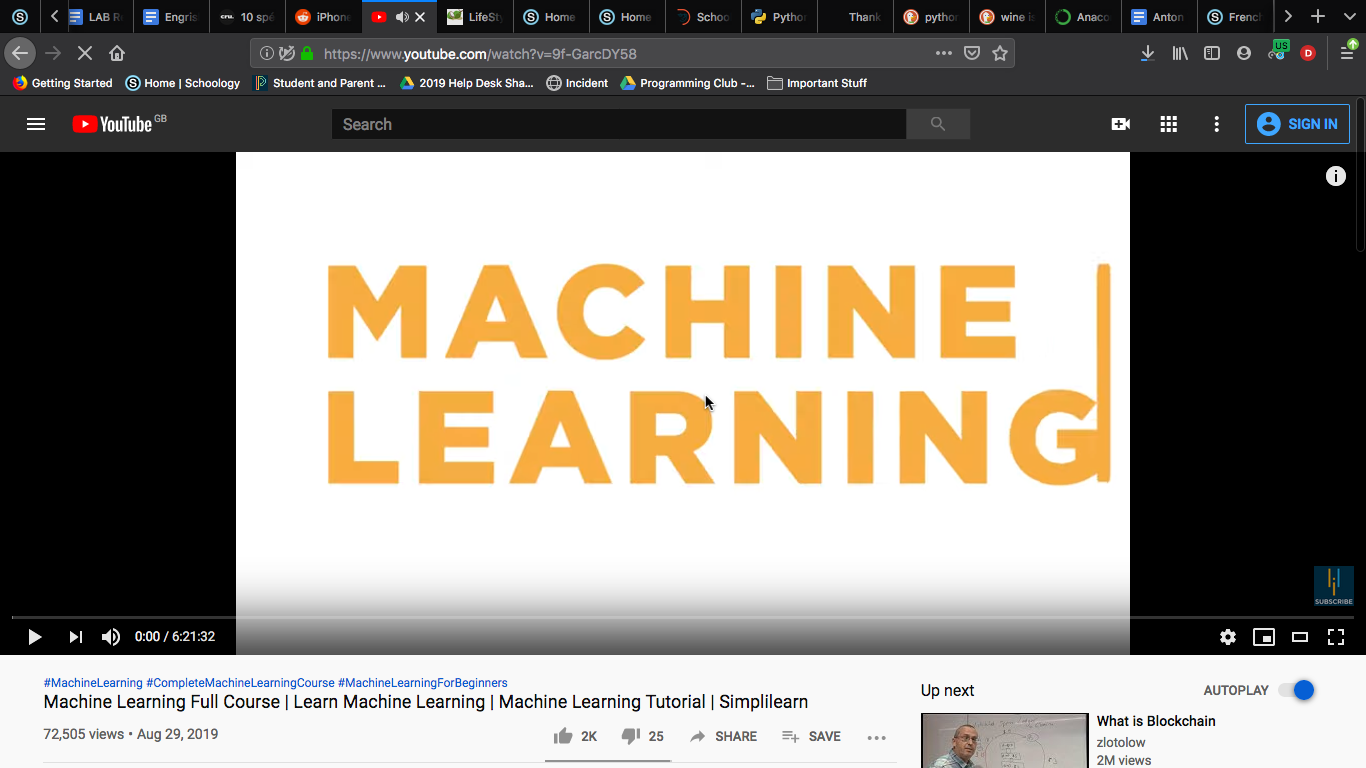 LAB R
Engris
cnu.
10 spé
iPhone
LifeSty
Home
Home
Schoo
Pytho
Thank
pytho
wine is
Anaco
Anton
French
https://www.youtube.com/watch?v=9f-GarcDY58
US
D
Getting Started
Home | Schoology
Student and Parent ...
2019 Help Desk Sha...
Incident
Programming Club -...
Important Stuff
YouTube GB
Search
SIGN IN
MACHINE
LEARNING
SUBSCRIBE
0:00 / 6:21:32
#MachineLearning #CompleteMachineLearningCourse #MachineLearningForBeginners
Machine Learning Full Course | Learn Machine Learning | Machine Learning Tutorial | Simplilearn
72,505 views • Aug 29, 2019
2K
25
SHARE
SAVE
Up next
AUTOPLAY
What is Blockchain
zlotolow
2M views